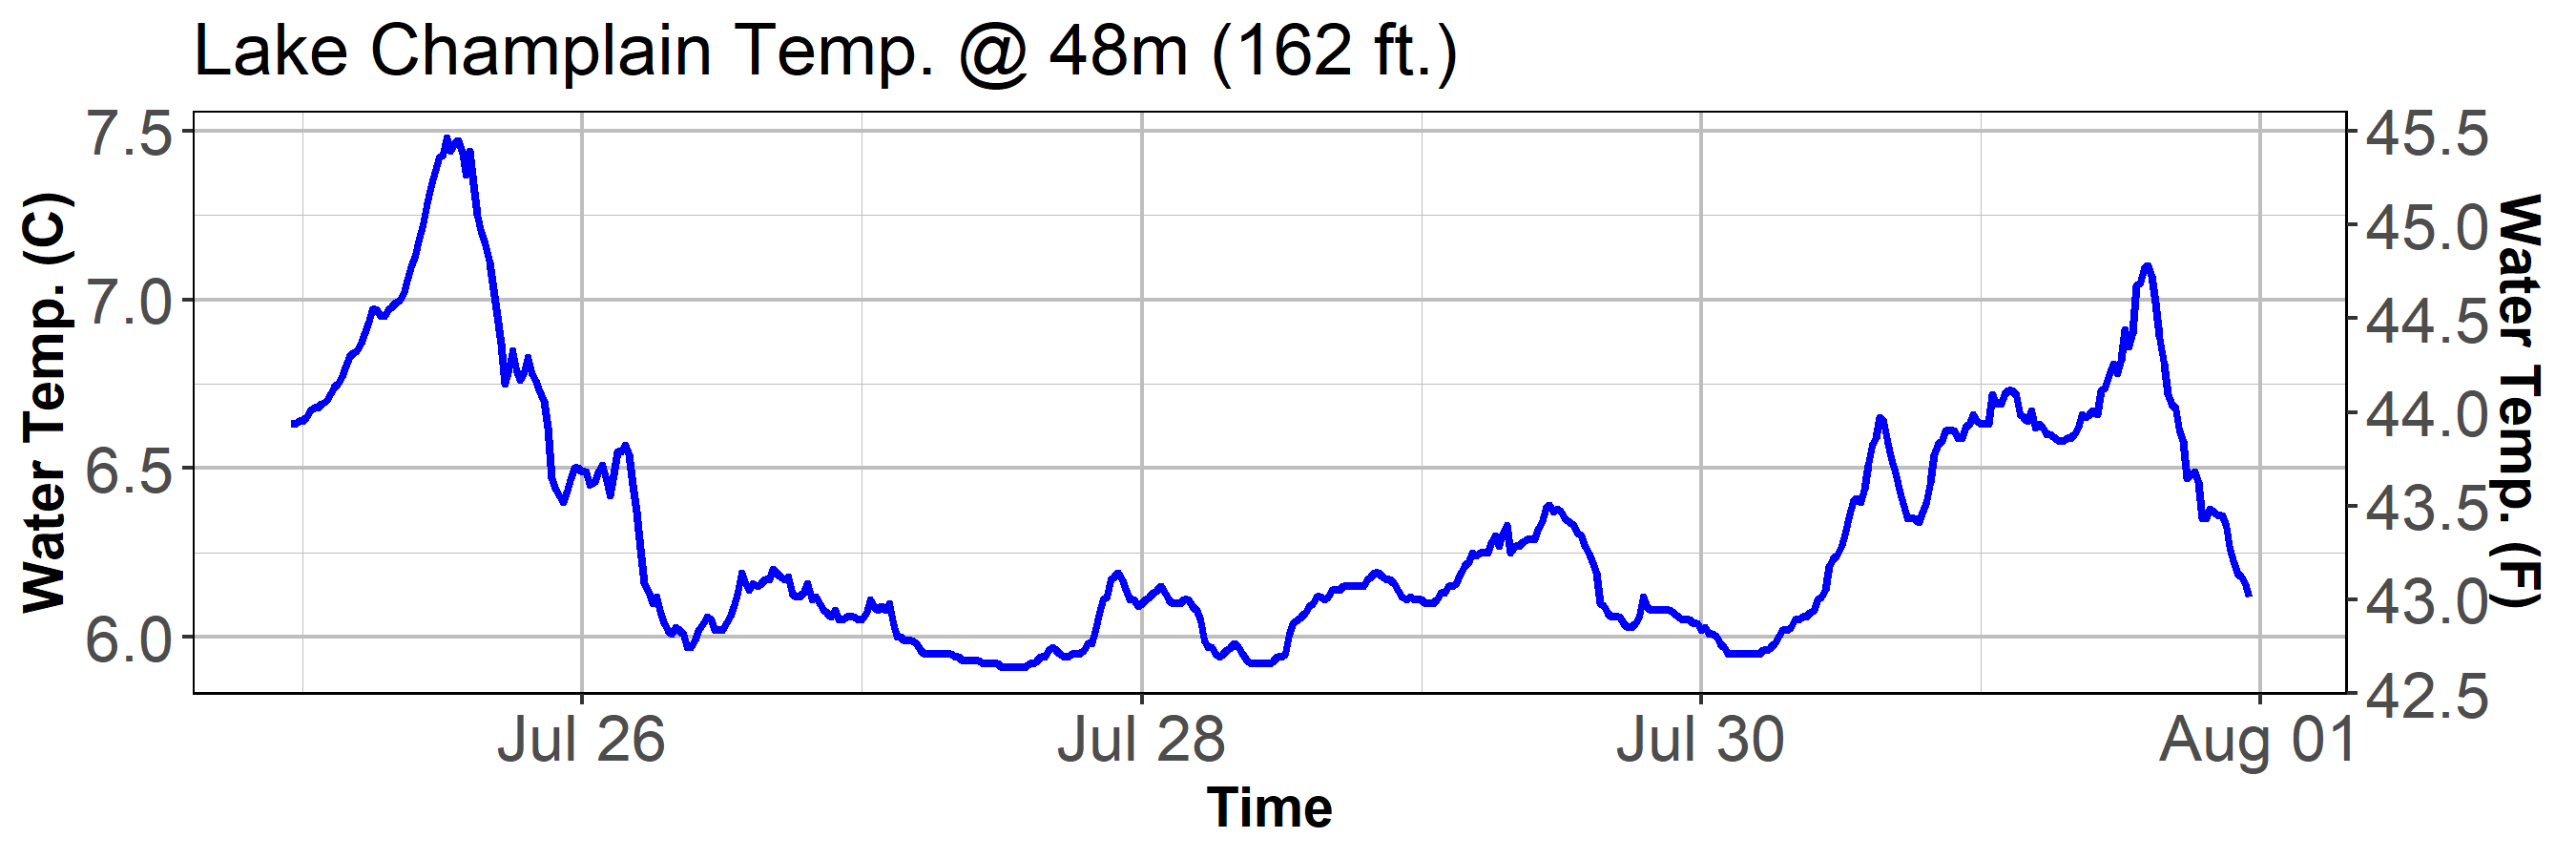 Lake Champlain Temp. @ 48m (162 ft.)
Water Temp. (C)
7.5
7.0
6.5
6.0
45.5
45.0
44.5
44.0
43.5
43.0
42.5
Water Temp. (F)
Jul 26
Jul 28
Jul 30
Aug 01
Time